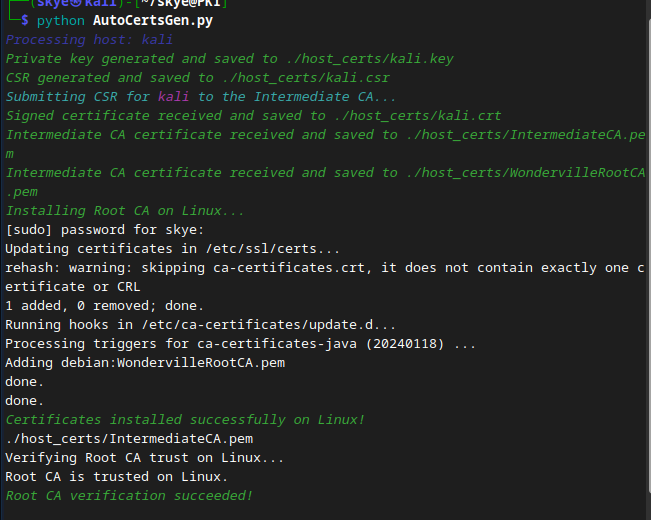 (skye㉿kali)-[~/skye@PKI]
$ python AutoCertsGen.py
Processing host: kali
Private key generated and saved to ./host_certs/kali.key
CSR generated and saved to ./host_certs/kali.csr
Submitting CSR for kali to the Intermediate CA...
Signed certificate received and saved to ./host_certs/kali.crt
Intermediate CA certificate received and saved to ./host_certs/IntermediateCA.pe
m
Intermediate CA certificate received and saved to ./host_certs/WondervilleRootCA
.pem
Installing Root CA on Linux...
[sudo] password for skye:
Updating certificates in /etc/ssl/certs...
rehash: warning: skipping ca-certificates.crt, it does not contain exactly one c
ertificate or CRL
1 added, 0 removed; done.
Running hooks in /etc/ca-certificates/update.d...
Processing triggers for ca-certificates-java (20240118) ...
Adding debian:WondervilleRootCA.pem
done.
done.
Certificates installed successfully on Linux!
./host_certs/IntermediateCA.pem
Verifying Root CA trust on Linux...
Root CA is trusted on Linux.
Root CA verification succeeded!